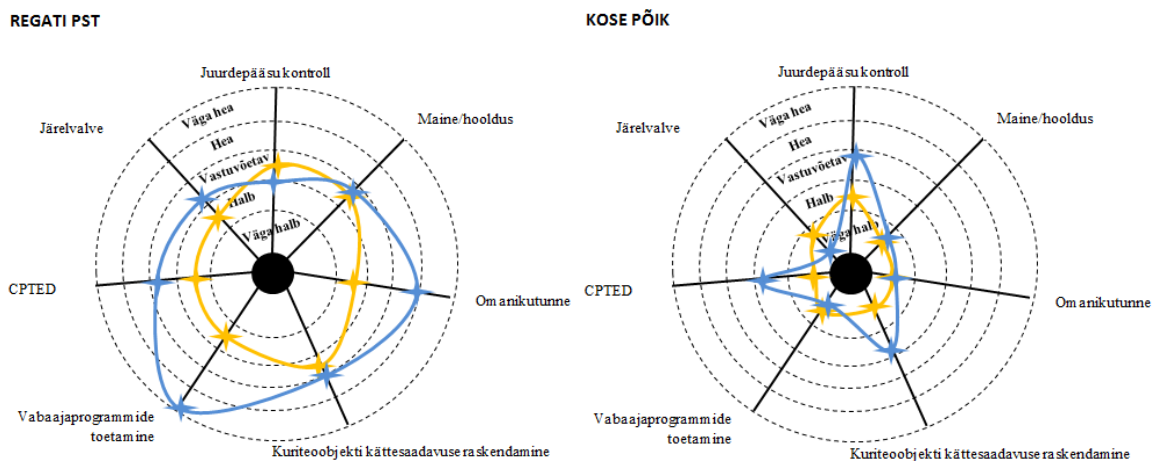 REGATI PST
Juurdepääsu kontroll
Järelvalve
Maine/hooldus
Väga hea
Hea
Vastuvõetav
Halb
Väga halb
CPTED
Omanikutunne
Vabaajaprogrammide
toetamine
Kuriteoobjekti kättesaadavuse raskendamine
KOSE PÕIK
Juurdepääsu kontroll
Järelvalve
Maine/hooldus
Väga hea
Hea
Vastuvõetav
Halb
Väga halb
CPTED
Omanikutunne
Vabaajaprogrammide
toetamine
Kuriteoobjekti kättesaadavuse raskendamine